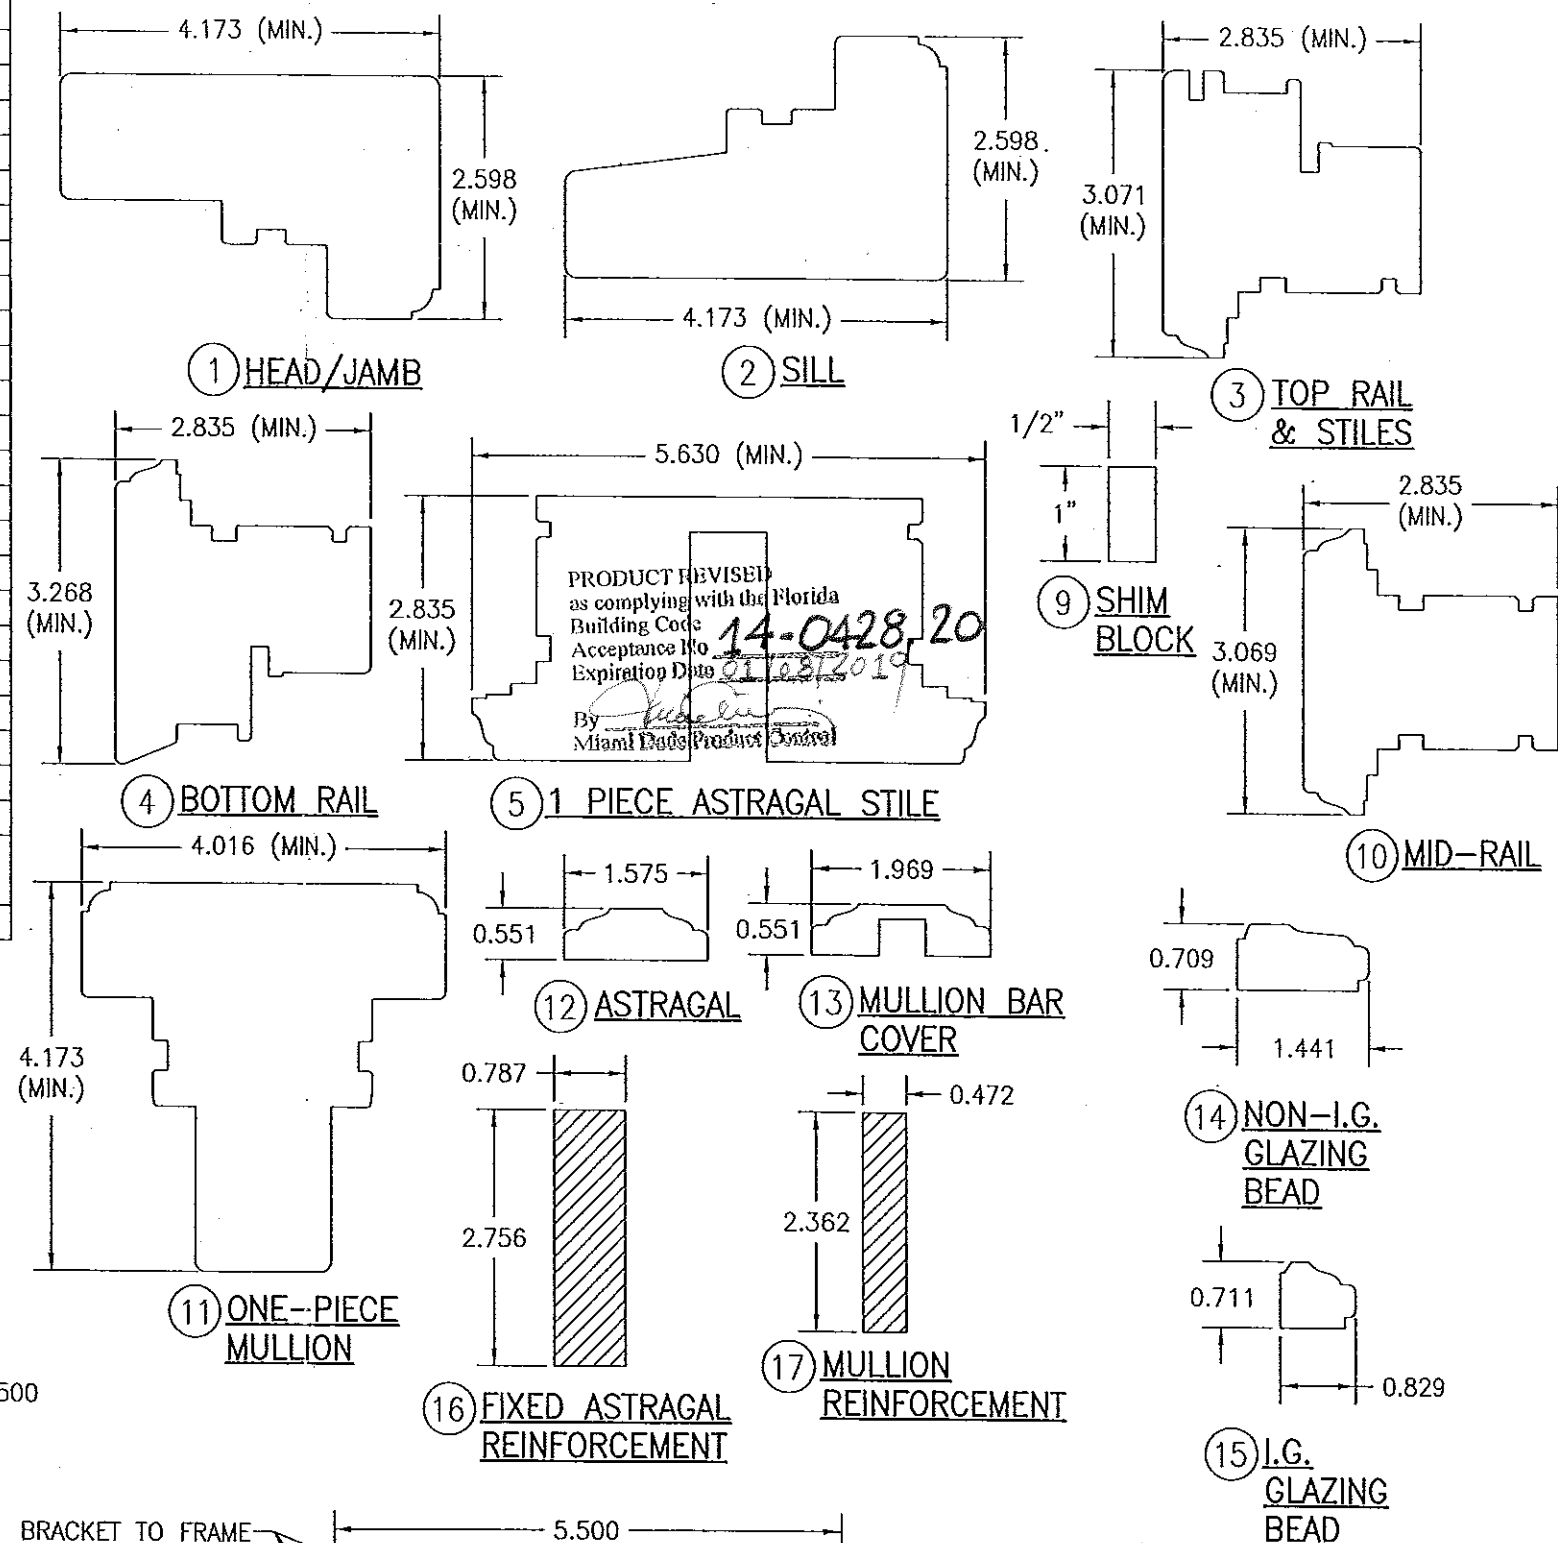 4.173 (MIN.)
2.598
(MIN.)
1 HEAD/JAMB
2.598
(MIN.)
4.173 (MIN.)
2 SILL
2.835 (MIN.)
3.071
(MIN.)
3 TOP RAIL
& STILES
2.835 (MIN.)
3.268
(MIN.)
4 BOTTOM RAIL
5.630 (MIN.)
2.835
(MIN.)
PRODUCT REVISED
as complying with the Florida
Building Code
Acceptance No 14-0428.20
Expiration Date 01/08/2019
By
Miami Dade Product Control
5 1 PIECE ASTRAGAL STILE
1/2"
1"
9 SHIM
BLOCK
2.835
(MIN.)
3.069
(MIN.)
10 MID-RAIL
4.016 (MIN.)
4.173
(MIN.)
11 ONE-PIECE
MULLION
1.575
0.551
12 ASTRAGAL
1.969
0.551
13 MULLION BAR
COVER
0.709
1.441
14 NON-I.G.
GLAZING
BEAD
0.787
2.756
16 FIXED ASTRAGAL
REINFORCEMENT
0.472
2.362
17 MULLION
REINFORCEMENT
0.711
0.829
15 I.G.
GLAZING
BEAD
500
BRACKET TO FRAME
5.500